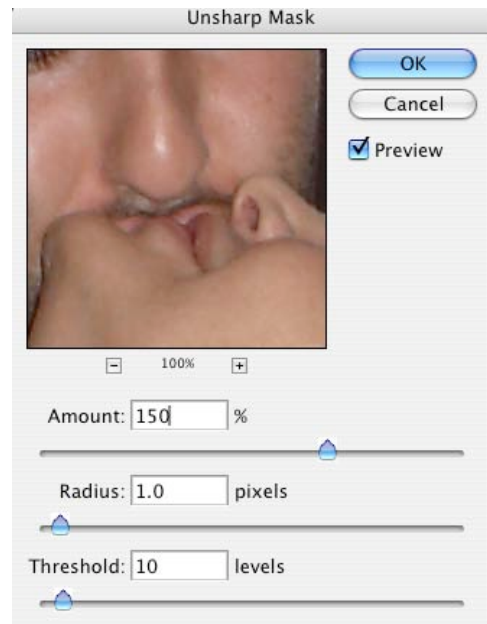 Unsharp Mask
OK
Cancel
Preview
100%
Amount: 150 %
Radius: 1.0 pixels
Threshold: 10 levels